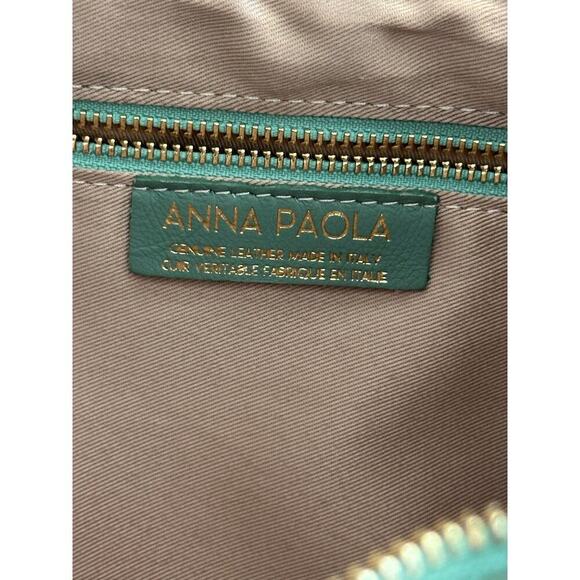 ANNA PAOLA
GENUINE LEATHER MADE IN ITALY
CUIR VERITABLE FABRIQUE EN ITALIE